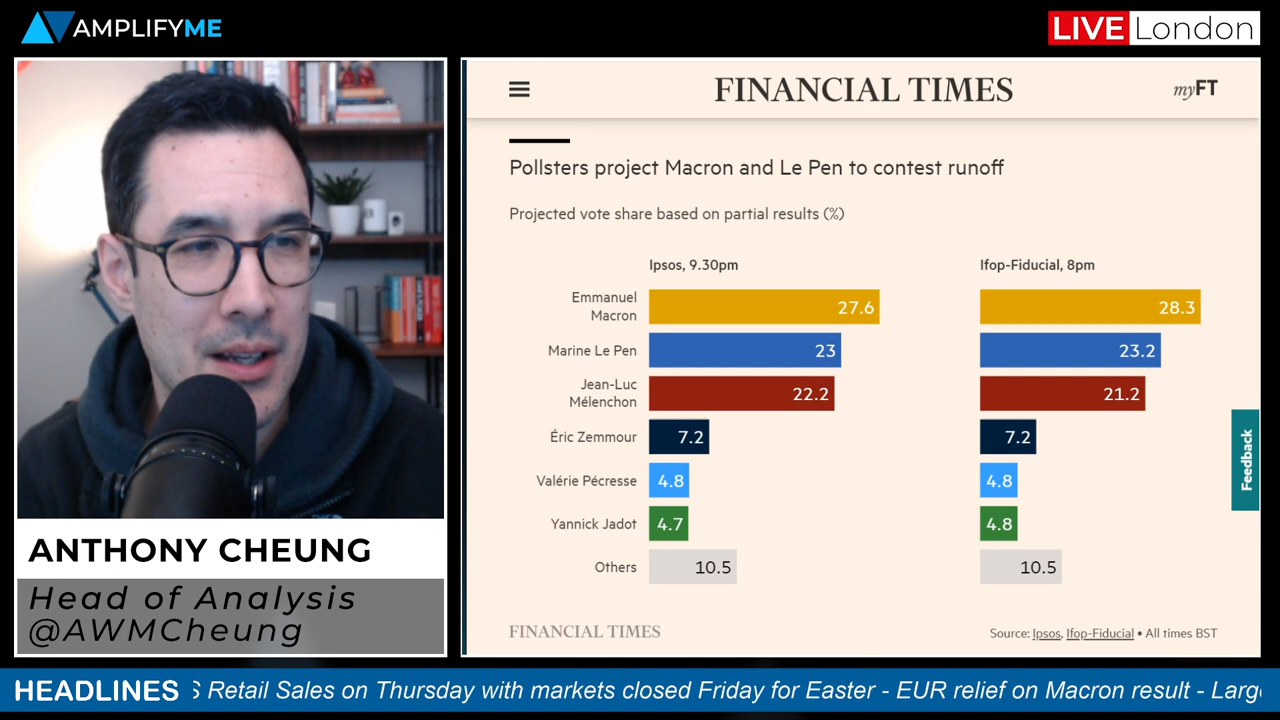 AMPLIFYME
LIVE London
FINANCIAL TIMES
myFT
Pollsters project Macron and Le Pen to contest runoff
Projected vote share based on partial results (%)
Ipsos, 9.30pm
Ifop-Fiducial, 8pm
Emmanuel
Macron
27.6
28.3
Marine Le Pen
23
23.2
Jean-Luc
Mélenchon
22.2
21.2
Éric Zemmour
7.2
7.2
Valérie Pécresse
4.8
4.8
Yannick Jadot
4.7
4.8
Others
10.5
10.5
Feedback
FINANCIAL TIMES
Source: Ipsos, Ifop-Fiducial • All times BST
ANTHONY CHEUNG
Head of Analysis
@AWMCheung
HEADLINES
S Retail Sales on Thursday with markets closed Friday for Easter - EUR relief on Macron result - Larg